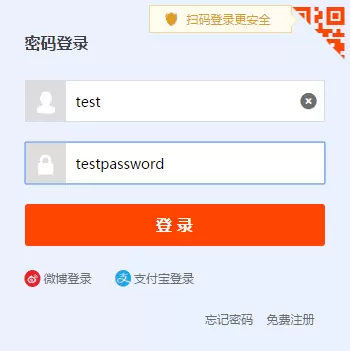 扫码登录更安全
密码登录
test
testpassword
登 录
微博登录 支付宝登录
忘记密码 免费注册